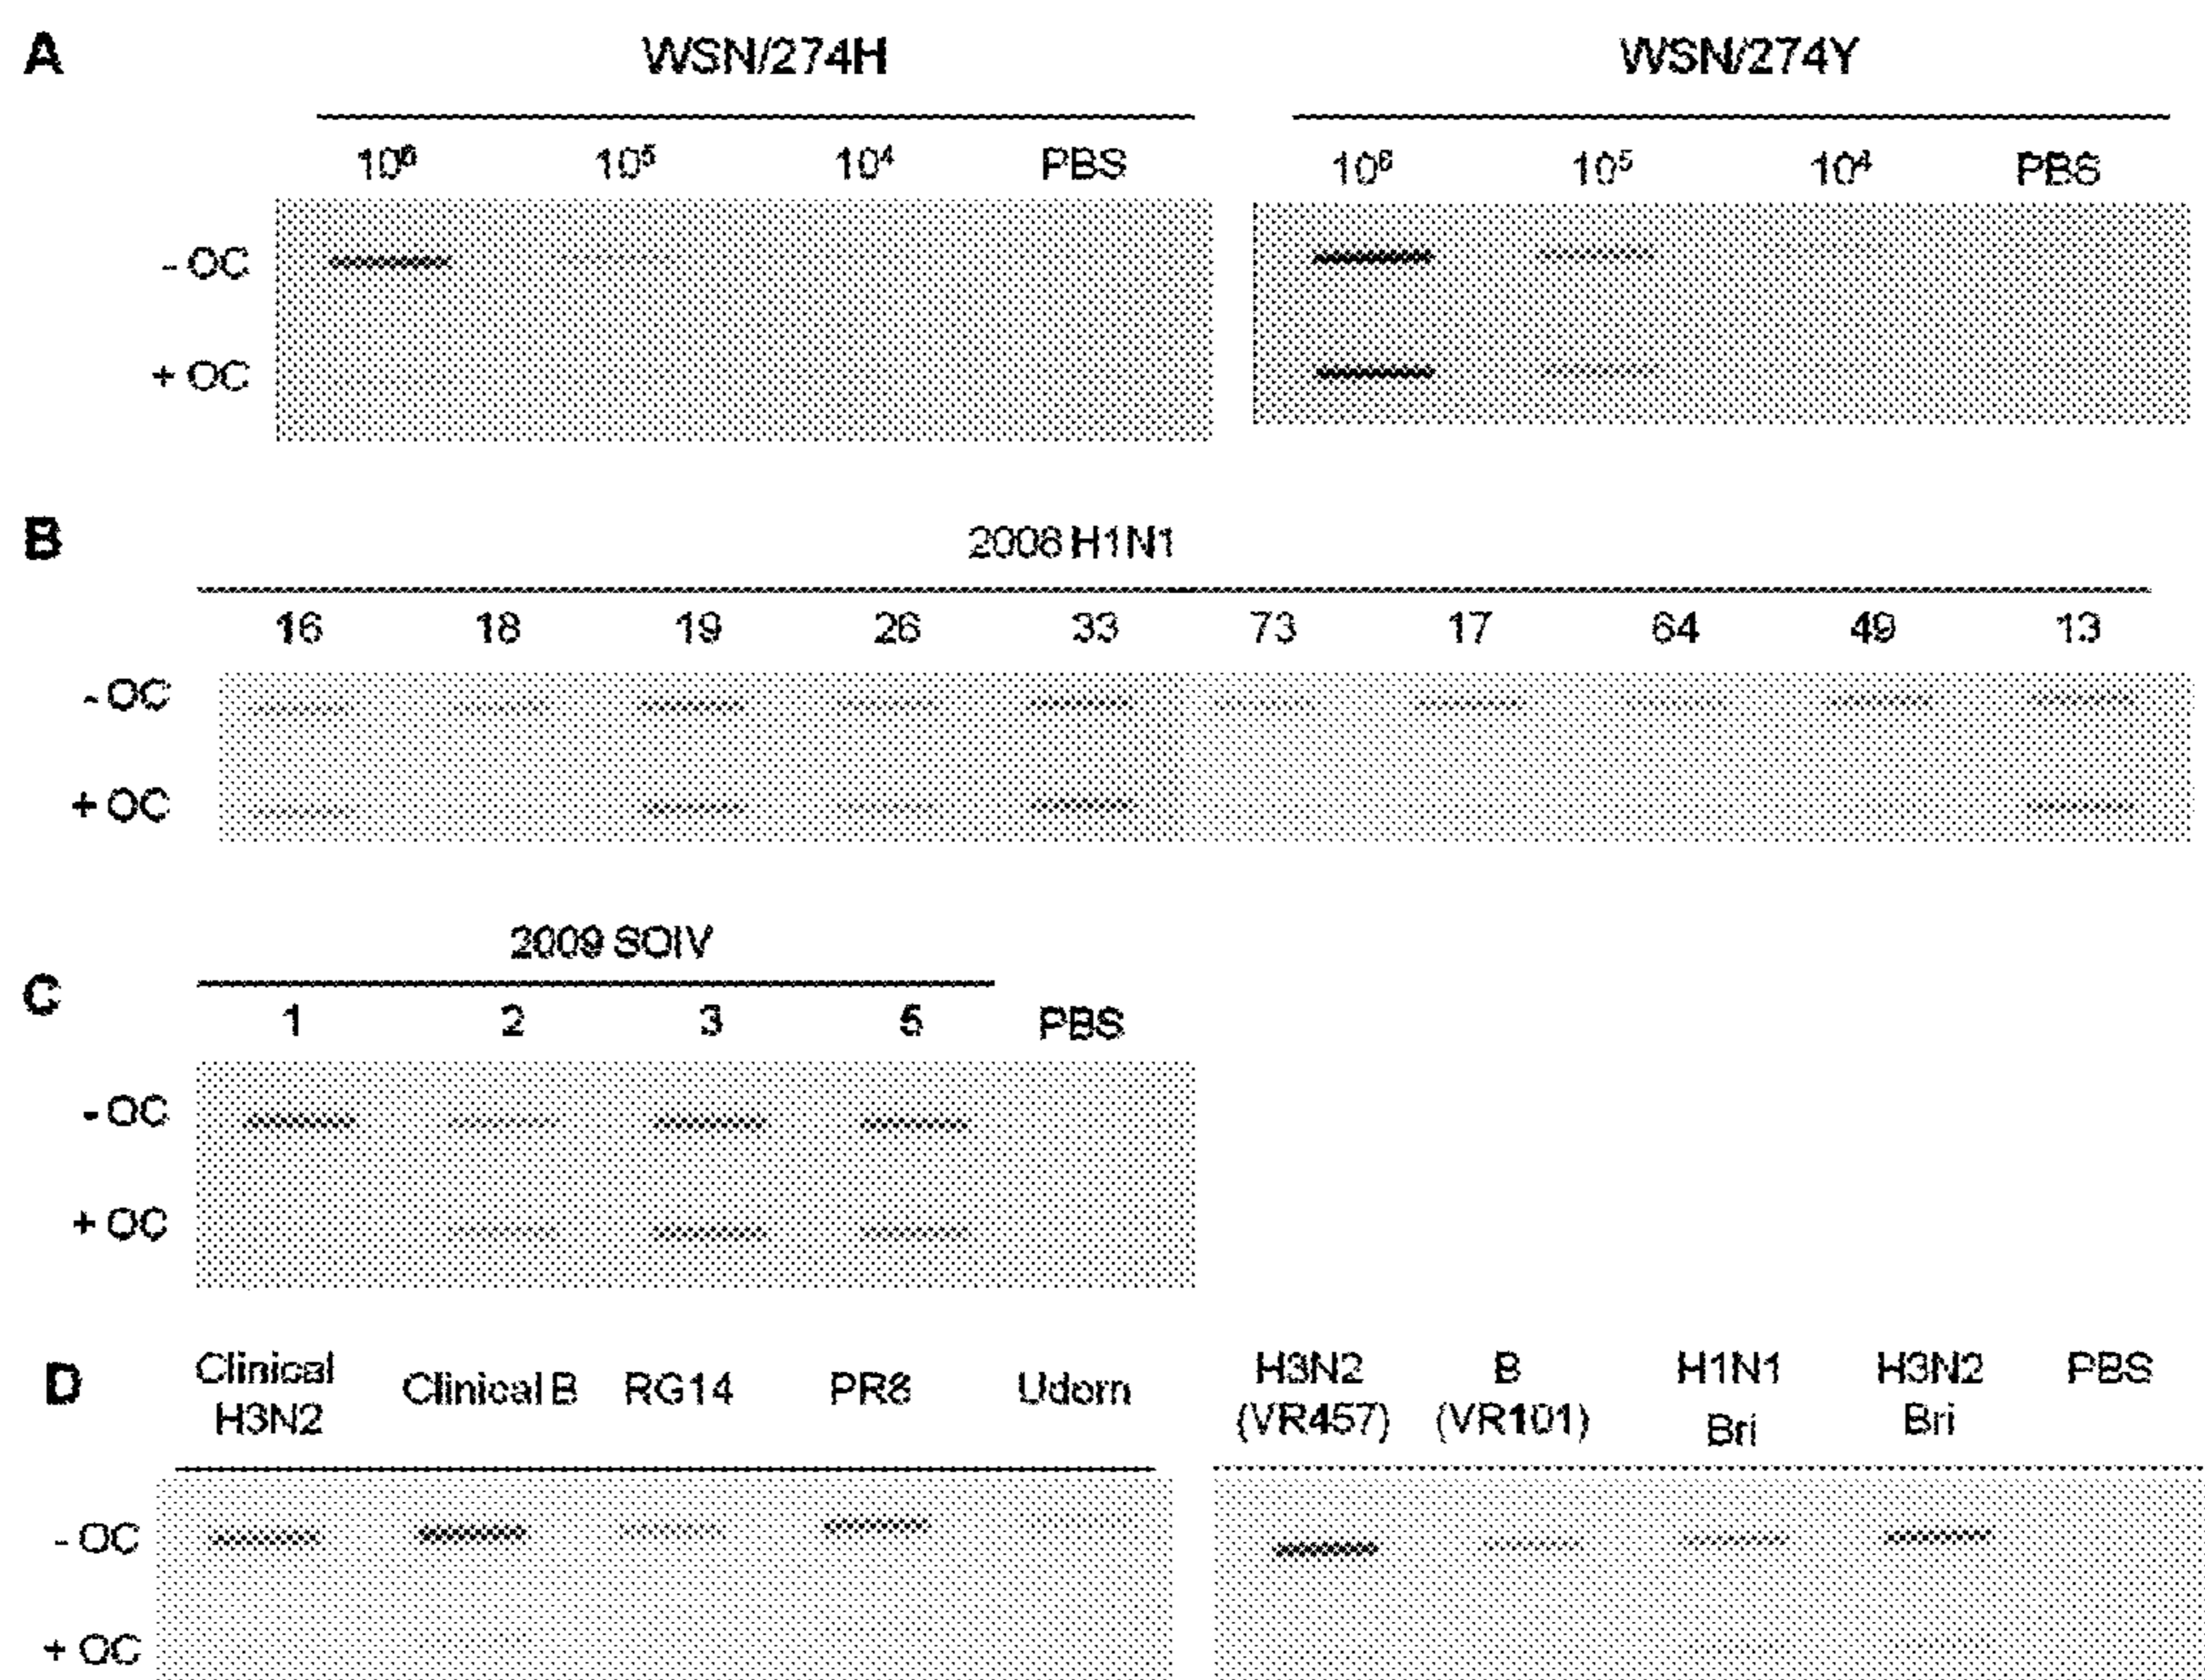 A
WSN/274H WSN/274Y
10⁶ 10⁵ 10⁴ PBS 10⁶ 10⁵ 10⁴ PBS
- OC
+ OC
B
2008 H1N1
16 18 19 26 33 73 17 64 49 13
- OC
+ OC
2009 SOIV
C
1 2 3 5 PBS
- OC
+ OC
D
Clinical H3N2 Clinical B RG14 PR8 Udorn H3N2 (VR457) B (VR101) H1N1 Bri H3N2 Bri PBS
- OC
+ OC